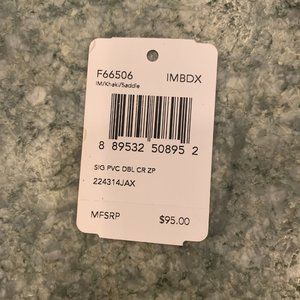 F66506 IMBDX
IM/Khaki/Saddle
8 89532 50895 2
SIG PVC DBL CR ZP
224314JAX
MFSRP $95.00